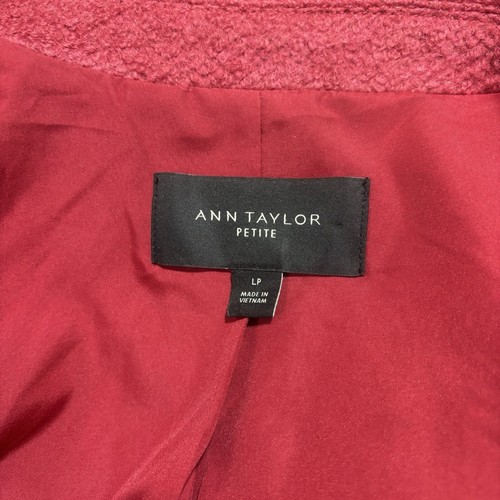 ANN TAYLOR
PETITE
LP
MADE IN
VIETNAM